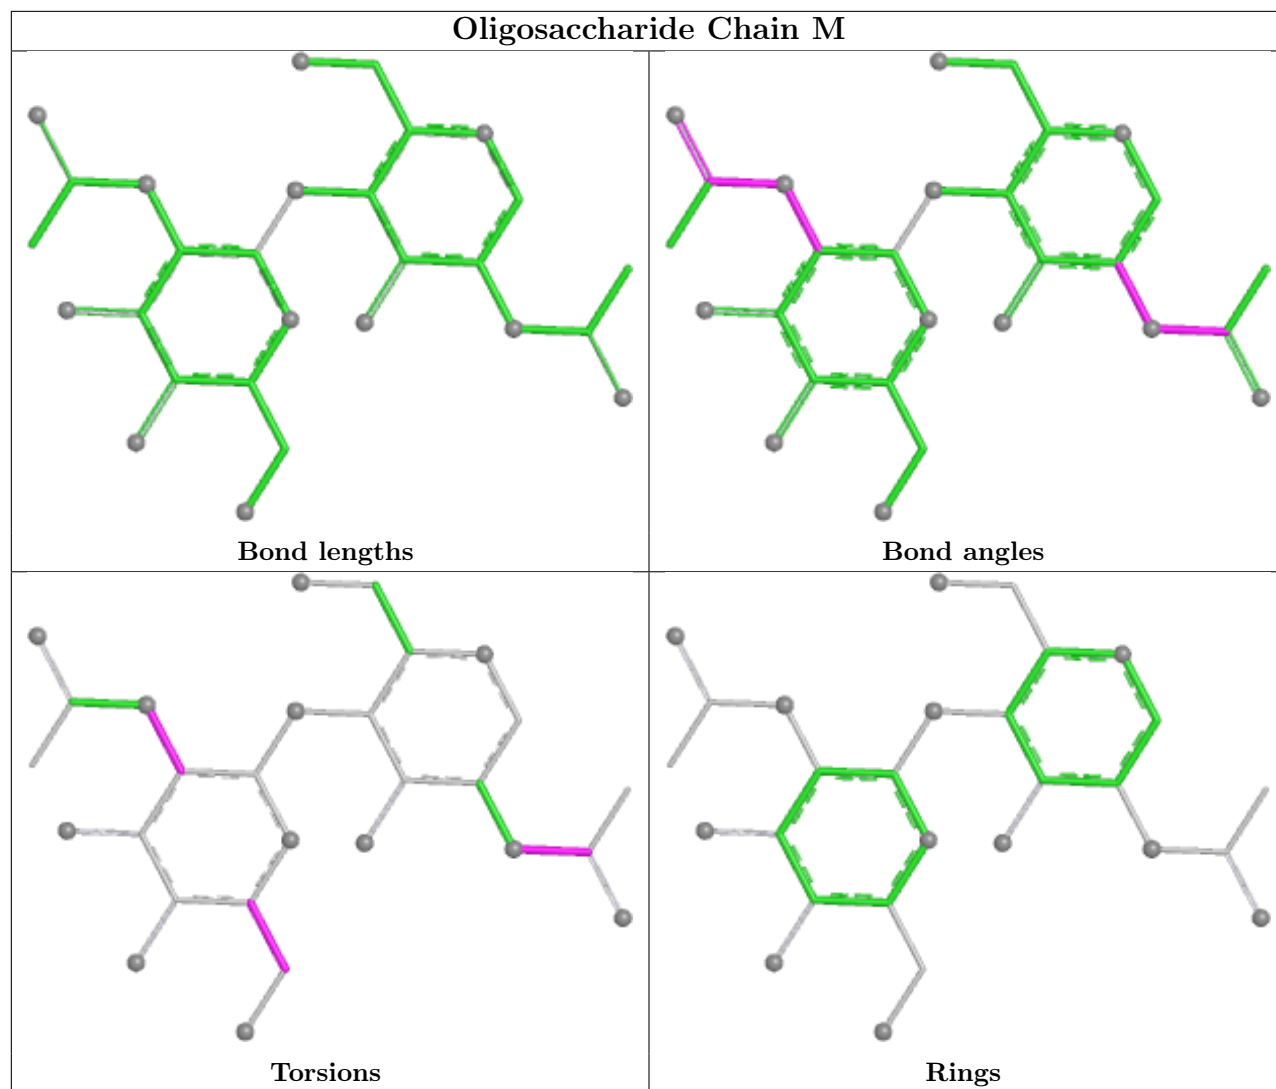 Oligosaccharide Chain M
Bond lengths
Bond angles
Torsions
Rings